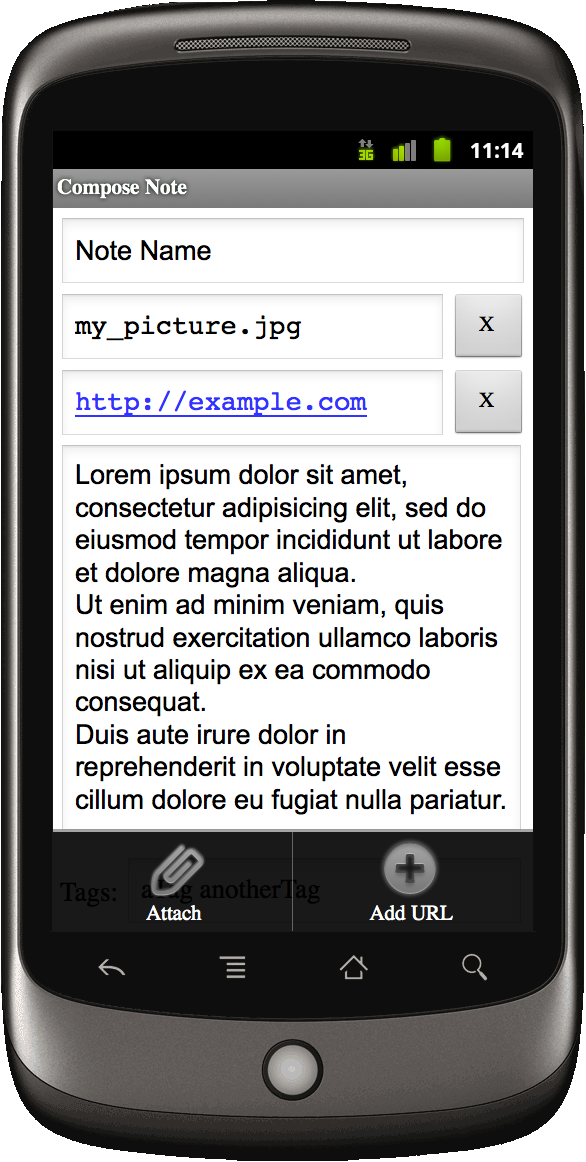 3G 11:14
Compose Note
Note Name
my_picture.jpg x
http://example.com x
Lorem ipsum dolor sit amet,
consectetur adipisicing elit, sed do
eiusmod tempor incididunt ut labore
et dolore magna aliqua.
Ut enim ad minim veniam, quis
nostrud exercitation ullamco laboris
nisi ut aliquip ex ea commodo
consequat.
Duis aute irure dolor in
reprehenderit in voluptate velit esse
cillum dolore eu fugiat nulla pariatur.
Tags: aTag anotherTag
Attach Add URL